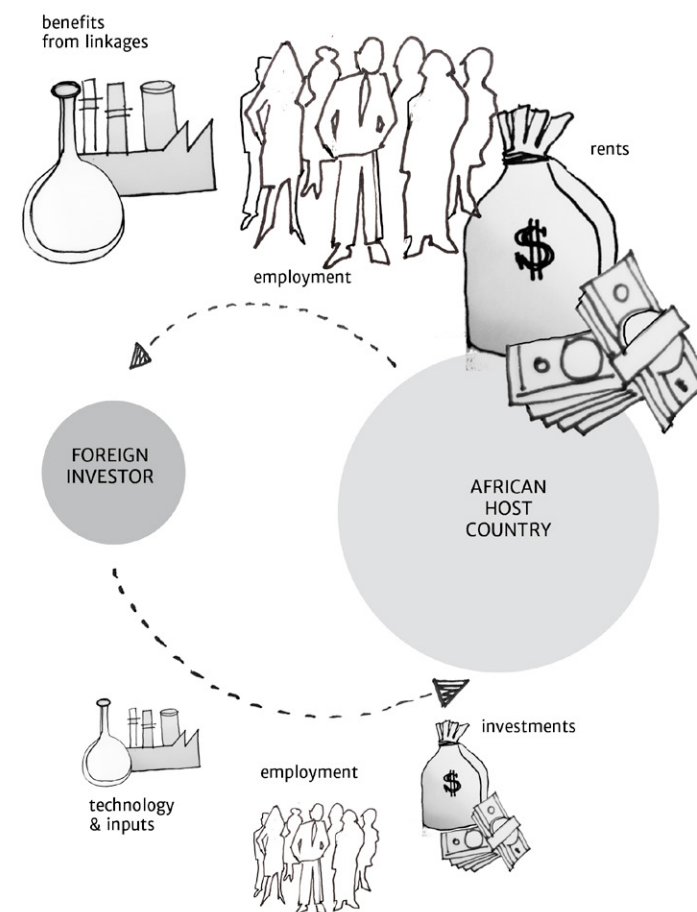 benefits
from linkages
rents
$
employment
FOREIGN
INVESTOR
AFRICAN
HOST
COUNTRY
investments
employment
$
technology
& inputs